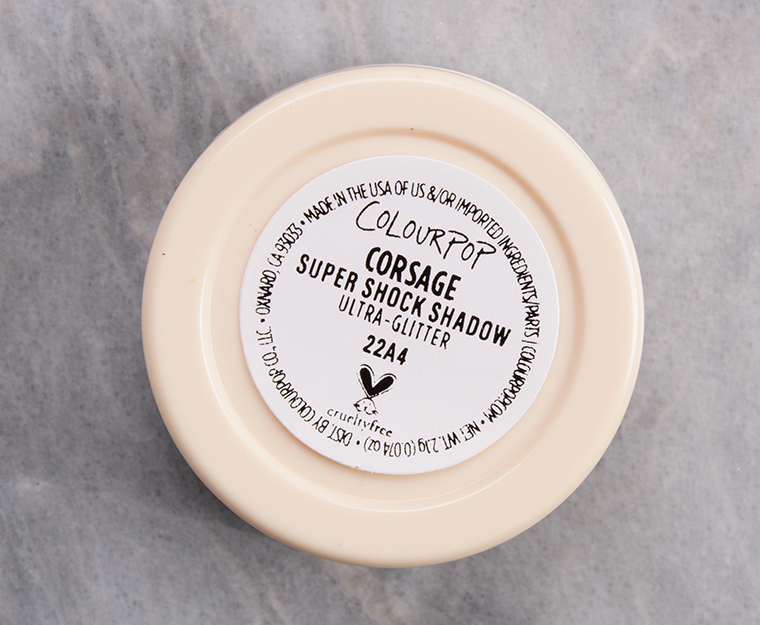 COLOURPOP
CORSAGE
SUPER SHOCK SHADOW
ULTRA-GLITTER
22A4
crueltyfree
MADE IN THE USA OF US &/OR IMPORTED INGREDIENTS/PARTS | COLOURPOP.COM • NET WT. 2.1g (0.074 oz) • DIST. BY COLOURPOP CO., LLC. • OXNARD, CA 93033 •